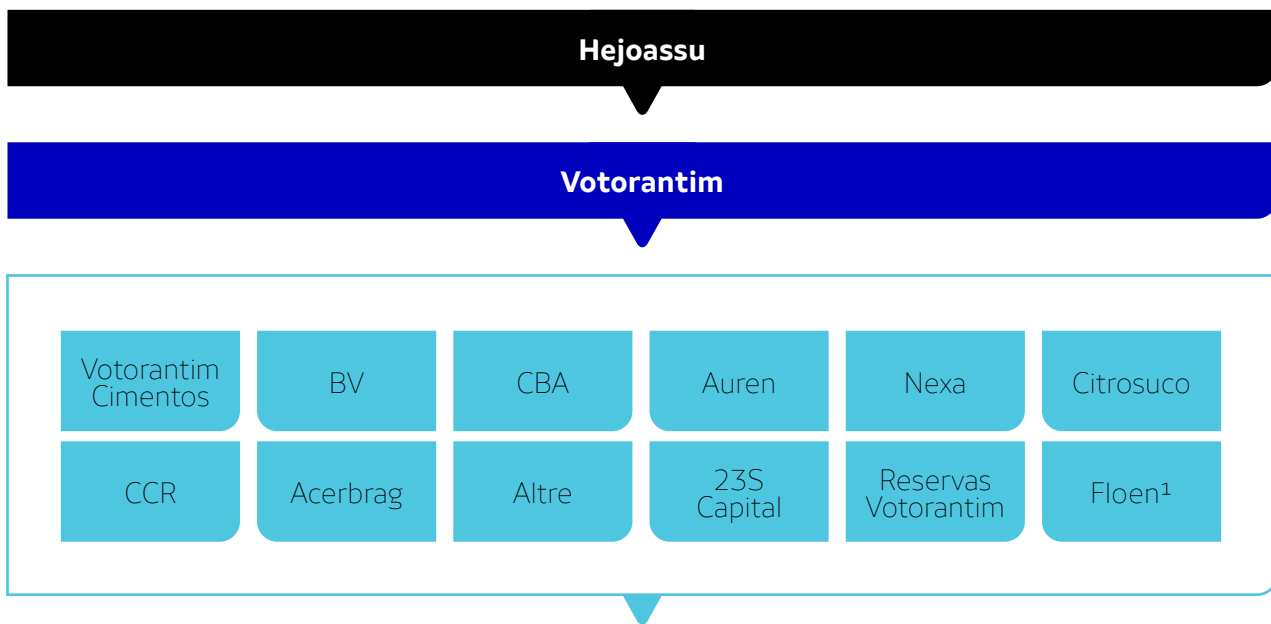 Hejoassu
Votorantim
Votorantim
Cimentos
BV
CBA
Auren
Nexa
Citrosuco
CCR
Acerbrag
Altre
23S
Capital
Reservas
Votorantim
Floen¹